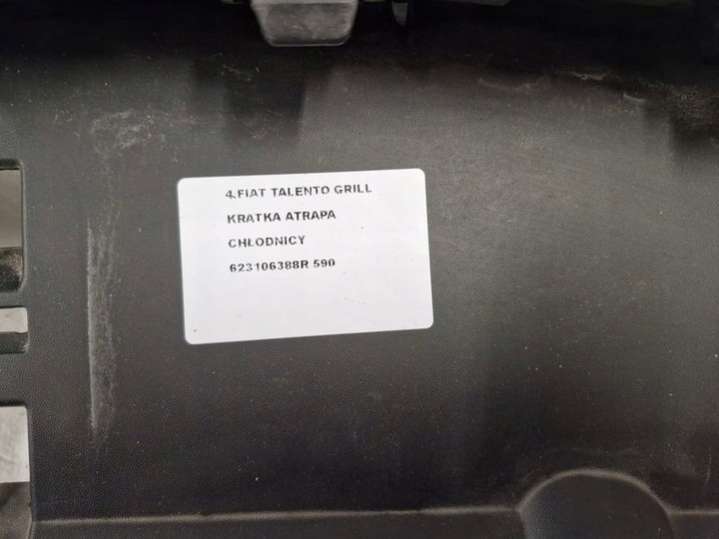 4.FIAT TALENTO GRILL
KRATKA ATRAPA
CHŁODNICY
623106388R 590